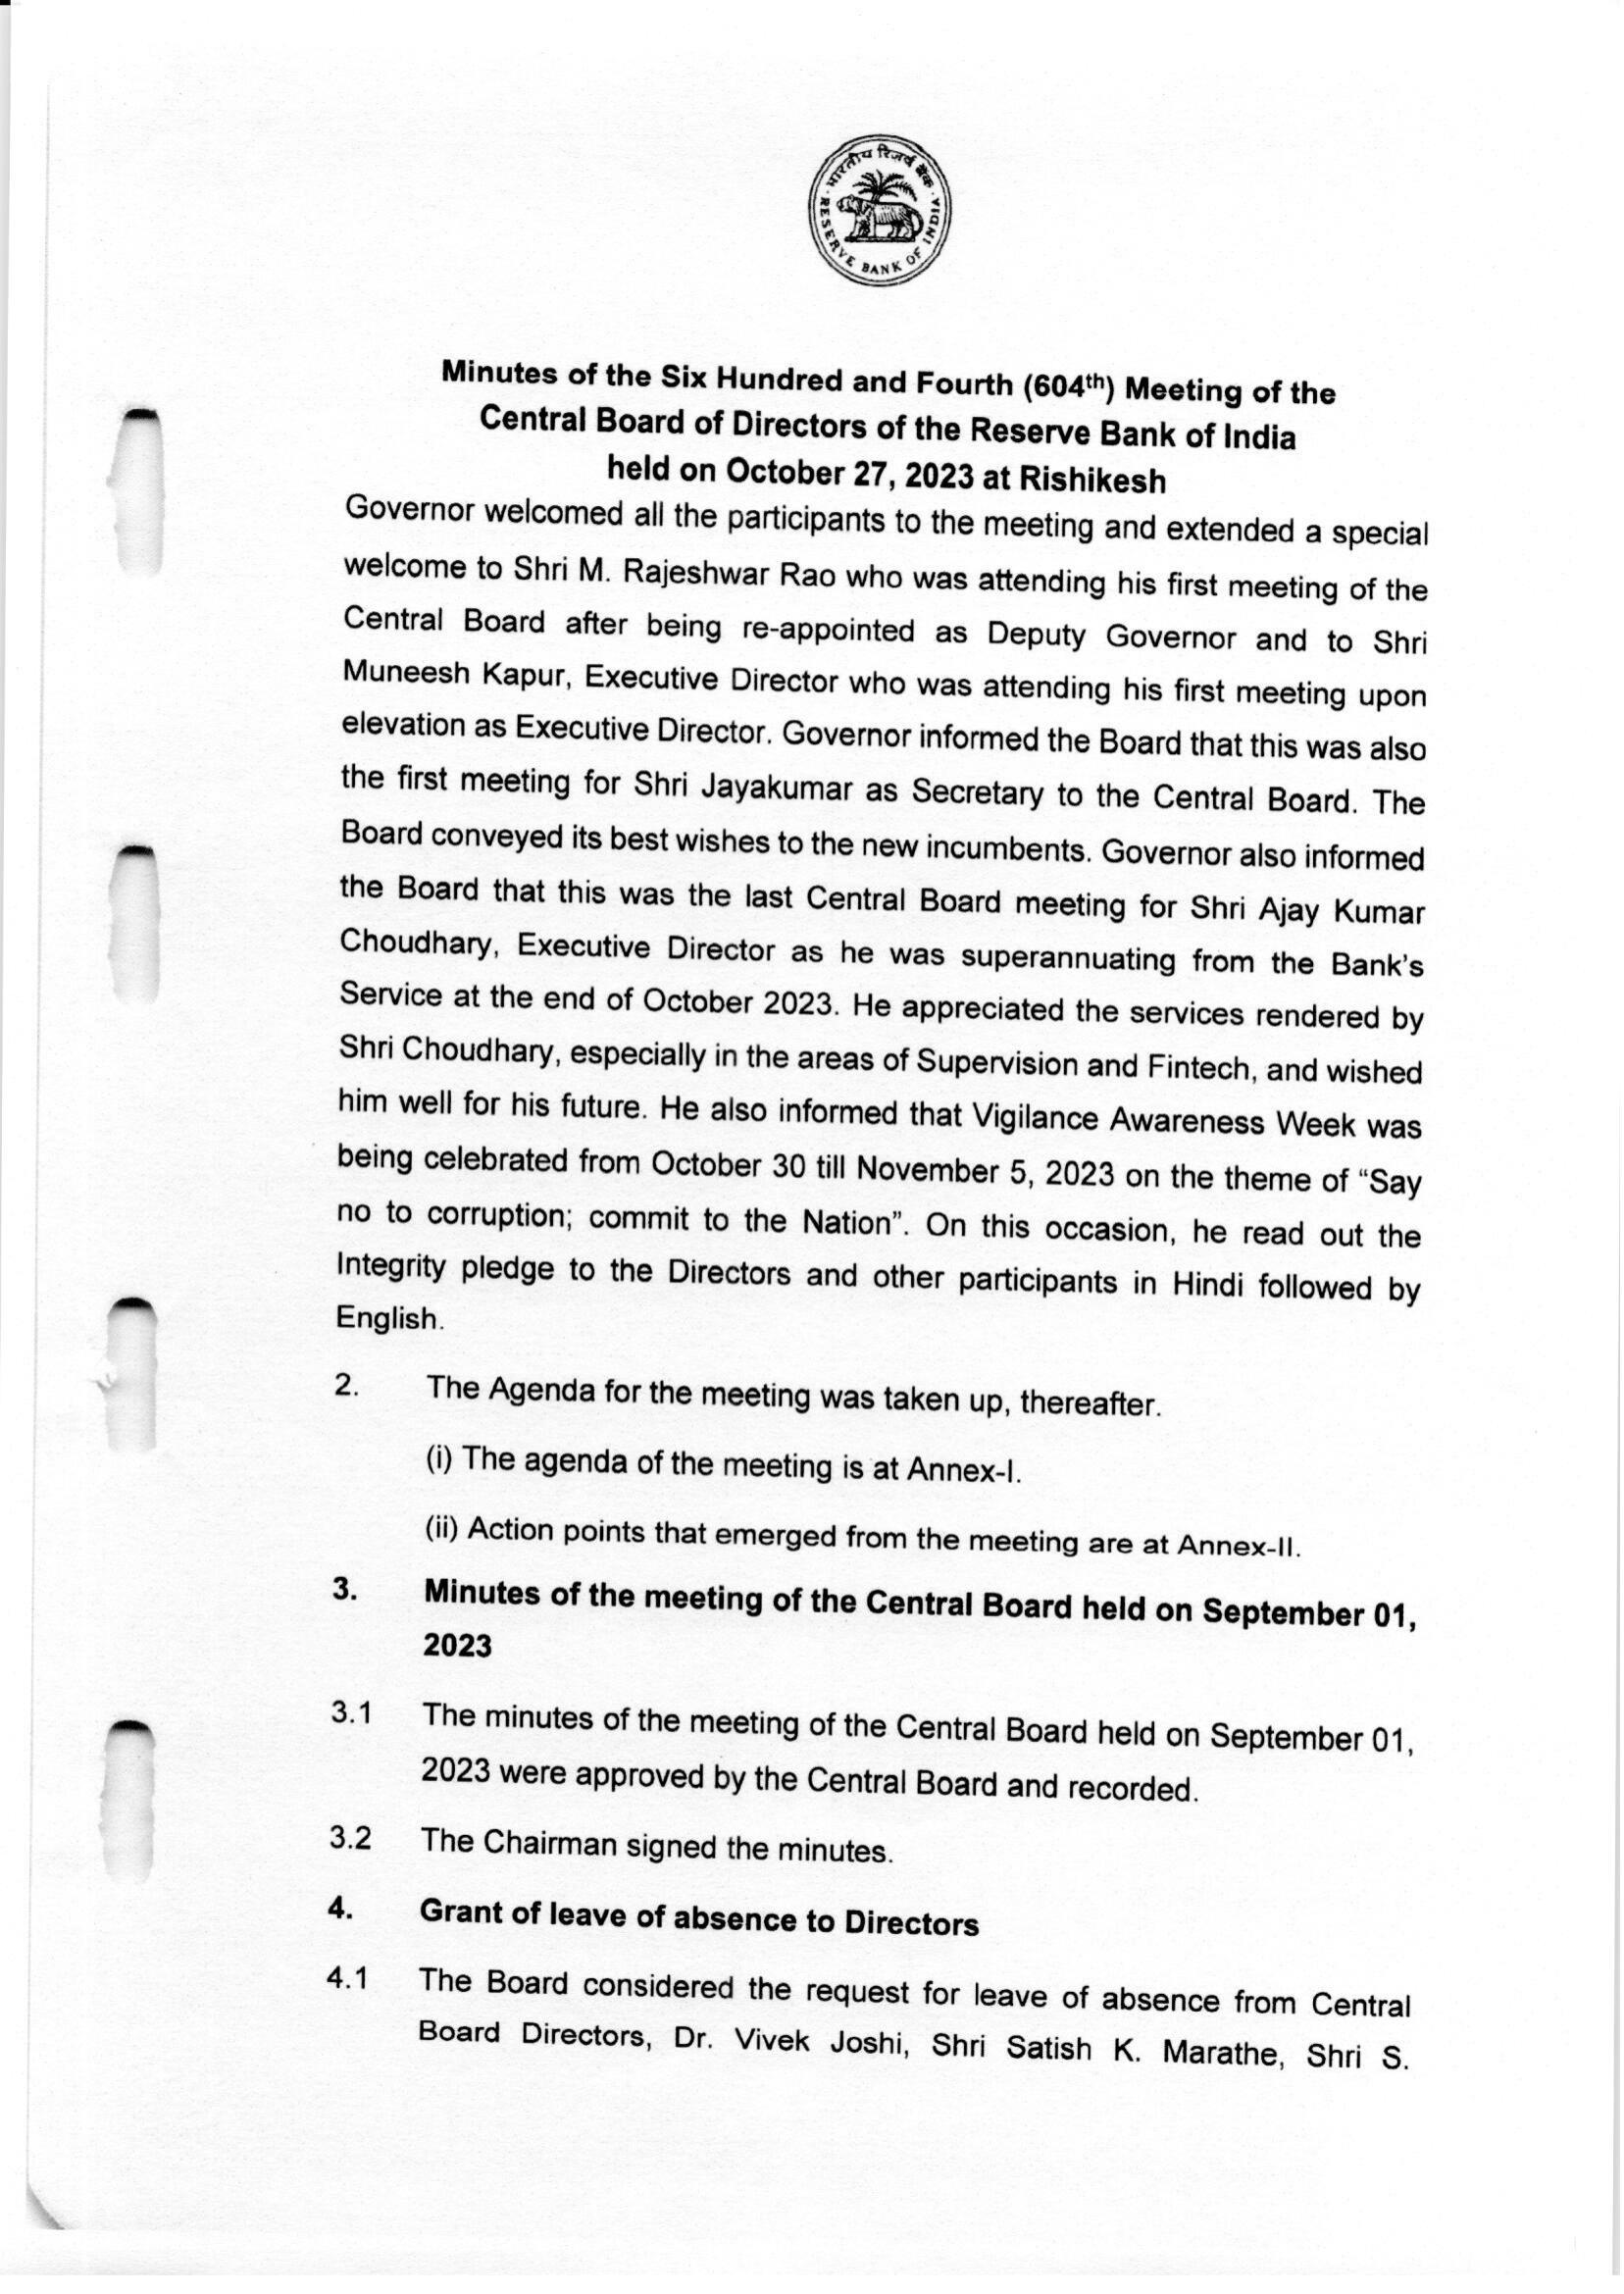 भारतीय रिज़र्व बैंक
RESERVE BANK OF INDIA
Minutes of the Six Hundred and Fourth (604th) Meeting of the
Central Board of Directors of the Reserve Bank of India
held on October 27, 2023 at Rishikesh
Governor welcomed all the participants to the meeting and extended a special
welcome to Shri M. Rajeshwar Rao who was attending his first meeting of the
Central Board after being re-appointed as Deputy Governor and to Shri
Muneesh Kapur, Executive Director who was attending his first meeting upon
elevation as Executive Director. Governor informed the Board that this was also
the first meeting for Shri Jayakumar as Secretary to the Central Board. The
Board conveyed its best wishes to the new incumbents. Governor also informed
the Board that this was the last Central Board meeting for Shri Ajay Kumar
Choudhary, Executive Director as he was superannuating from the Bank's
Service at the end of October 2023. He appreciated the services rendered by
Shri Choudhary, especially in the areas of Supervision and Fintech, and wished
him well for his future. He also informed that Vigilance Awareness Week was
being celebrated from October 30 till November 5, 2023 on the theme of “Say
no to corruption; commit to the Nation”. On this occasion, he read out the
Integrity pledge to the Directors and other participants in Hindi followed by
English.
2. The Agenda for the meeting was taken up, thereafter.
(i) The agenda of the meeting is at Annex-I.
(ii) Action points that emerged from the meeting are at Annex-II.
3. Minutes of the meeting of the Central Board held on September 01,
2023
3.1 The minutes of the meeting of the Central Board held on September 01,
2023 were approved by the Central Board and recorded.
3.2 The Chairman signed the minutes.
4. Grant of leave of absence to Directors
4.1 The Board considered the request for leave of absence from Central
Board Directors, Dr. Vivek Joshi, Shri Satish K. Marathe, Shri S.